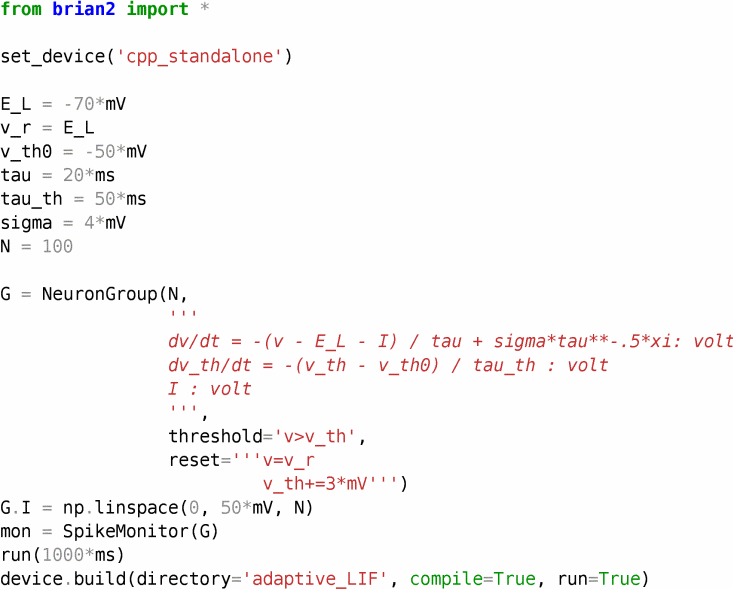 from brian2 import *

set_device('cpp_standalone')

E_L = -70*mV
v_r = E_L
v_th0 = -50*mV
tau = 20*ms
tau_th = 50*ms
sigma = 4*mV
N = 100

G = NeuronGroup(N,
                '''
                dv/dt = -(v - E_L - I) / tau + sigma*tau**-.5*xi: volt
                dv_th/dt = -(v_th - v_th0) / tau_th : volt
                I : volt
                ''',
                threshold='v>v_th',
                reset='''v=v_r
                         v_th+=3*mV''')
G.I = np.linspace(0, 50*mV, N)
mon = SpikeMonitor(G)
run(1000*ms)
device.build(directory='adaptive_LIF', compile=True, run=True)